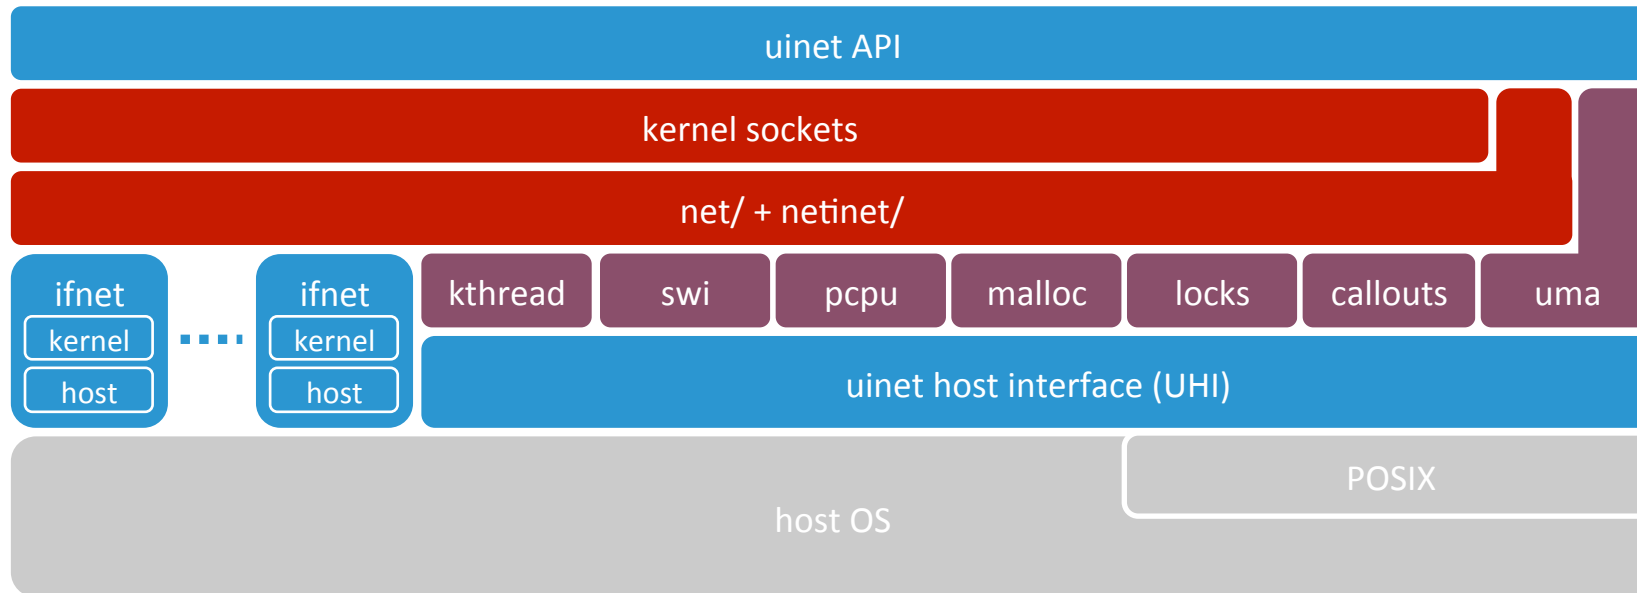 uinet API
kernel sockets
net/ + netinet/
ifnet
kernel
host
ifnet
kernel
host
kthread
swi
pcpu
malloc
locks
callouts
uma
uinet host interface (UHI)
POSIX
host OS